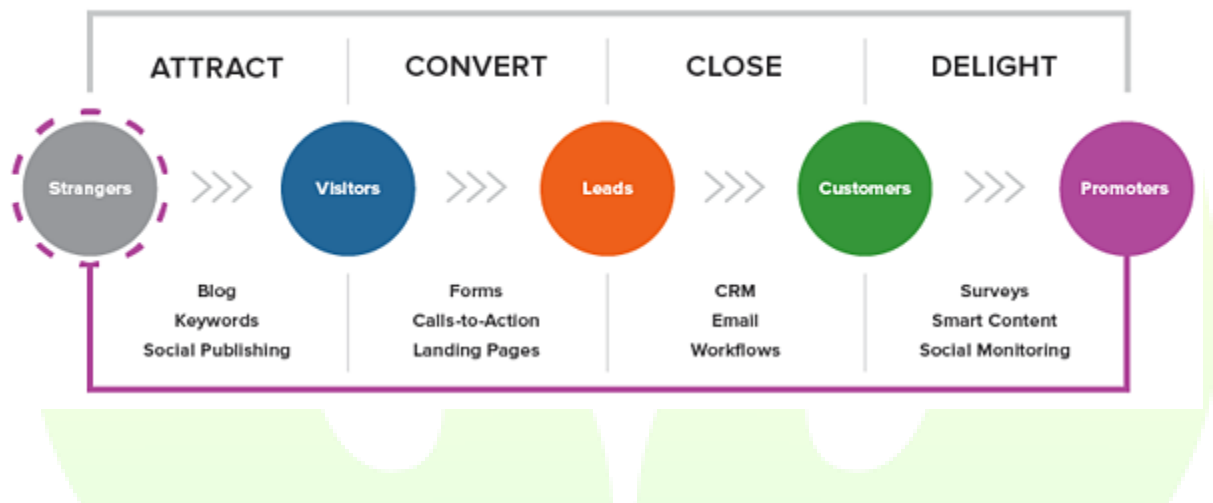 ATTRACT
CONVERT
CLOSE
DELIGHT
Strangers
Visitors
Leads
Customers
Promoters
Blog
Keywords
Social Publishing
Forms
Calls-to-Action
Landing Pages
CRM
Email
Workflows
Surveys
Smart Content
Social Monitoring